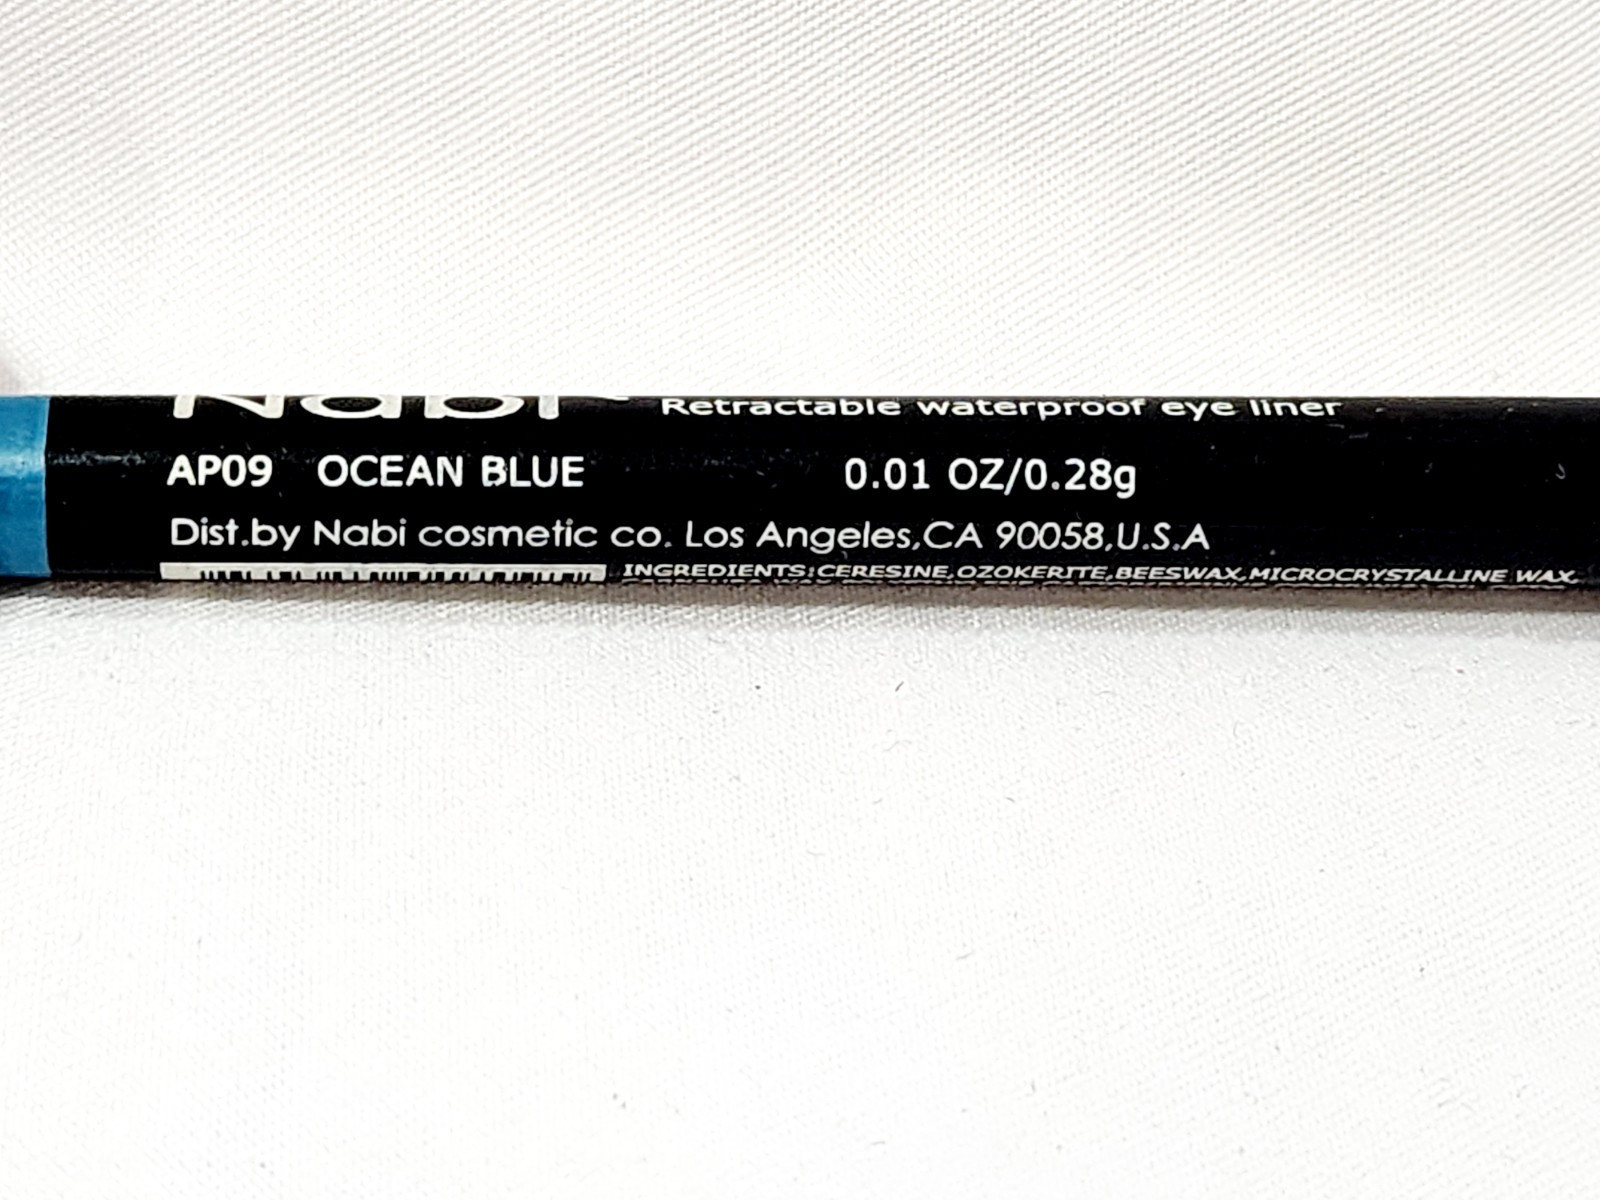 Nabi Retractable waterproof eye liner
AP09 OCEAN BLUE 0.01 OZ/0.28g
Dist.by Nabi cosmetic co. Los Angeles,CA 90058,U.S.A
INGREDIENTS:CERESINE,OZOKERITE,BEESWAX,MICROCRYSTALLINE WAX,